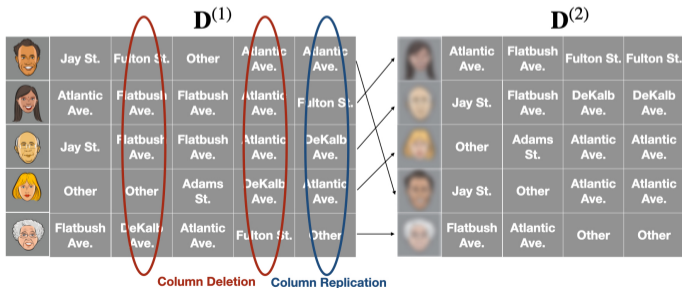 D(1) D(2)
Jay St. Fulton St. Other Atlantic Ave. Atlantic Ave.
Atlantic Ave. Flatbush Ave. Flatbush Ave. Atlantic Ave. Fulton St.
Jay St. Flatbush Ave. Flatbush Ave. Atlantic Ave. DeKalb Ave.
Other Other Adams St. DeKalb Ave. Atlantic Ave.
Flatbush Ave. DeKalb Ave. Atlantic Ave. Fulton St. Other
Atlantic Ave. Flatbush Ave. Fulton St. Fulton St.
Jay St. Flatbush Ave. DeKalb Ave. DeKalb Ave.
Other Adams St. Atlantic Ave. Atlantic Ave.
Jay St. Other Atlantic Ave. Atlantic Ave.
Flatbush Ave. Atlantic Ave. Other Other
Column Deletion Column Replication